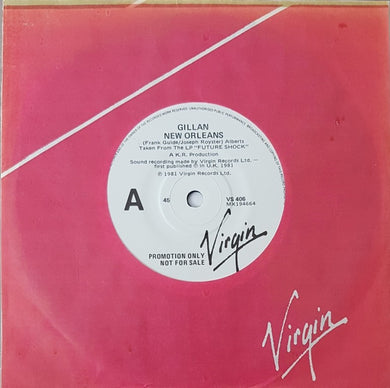 GILLAN
NEW ORLEANS
(Frank Guide/Joseph Royster) Alberts
Taken From The LP "FUTURE SHOCK"
A K.R. Production
Sound recording made by Virgin Records Ltd. —
first published ℗ in U.K. 1981
© 1981 Virgin Records Ltd.
A
45
VS 406
MX194664
PROMOTION ONLY
NOT FOR SALE
Virgin
Virgin